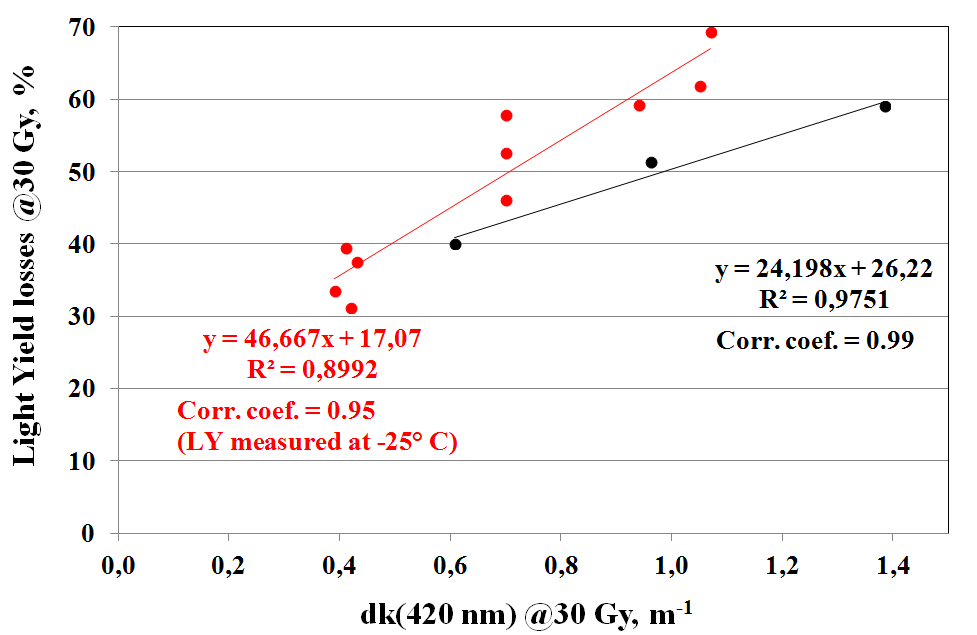 Light Yield losses @30 Gy, %
70
60
50
40
30
20
10
0
y = 24,198x + 26,22
R² = 0,9751
Corr. coef. = 0.99
y = 46,667x + 17,07
R² = 0,8992
Corr. coef. = 0.95
(LY measured at -25° C)
0,0 0,2 0,4 0,6 0,8 1,0 1,2 1,4
dk(420 nm) @30 Gy, m⁻¹